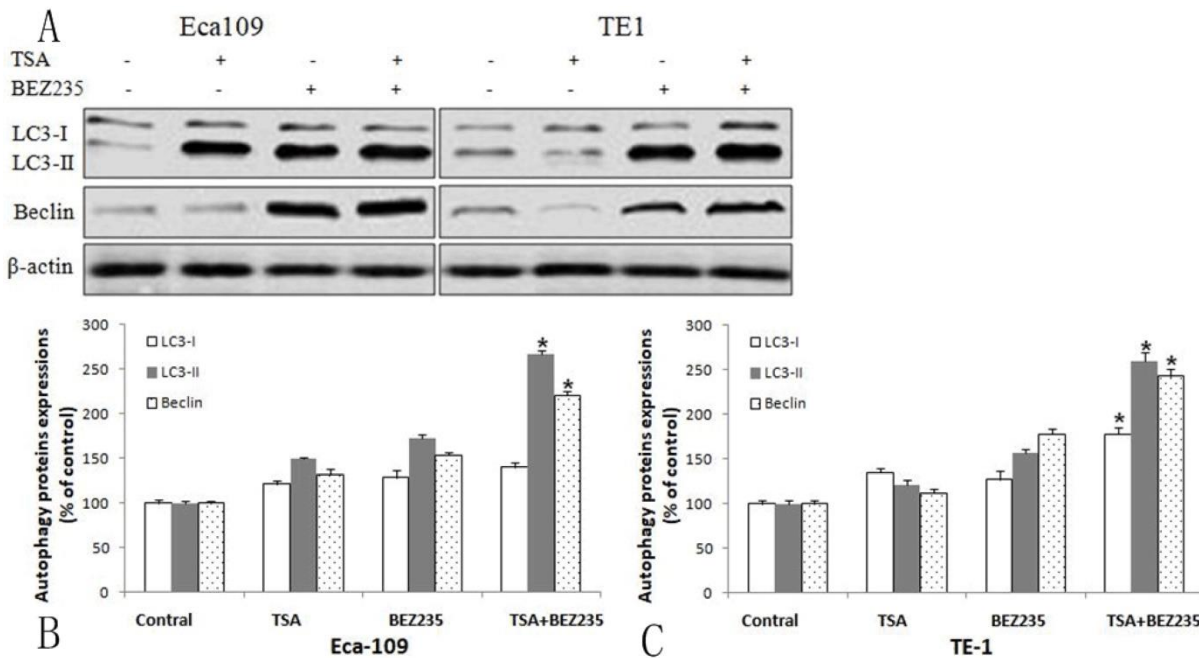 A
Eca109 TE1
TSA - + - + - + - +
BEZ235 - - + + - - + +
LC3-I
LC3-II
Beclin
β-actin
Autophagy proteins expressions
(% of control)
300
250
200
150
100
50
0
LC3-I
LC3-II
Beclin
* *
Contral TSA BEZ235 TSA+BEZ235
B Eca-109
Autophagy proteins expressions
(% of control)
300
250
200
150
100
50
0
LC3-I
LC3-II
Beclin
* * *
Contral TSA BEZ235 TSA+BEZ235
C TE-1